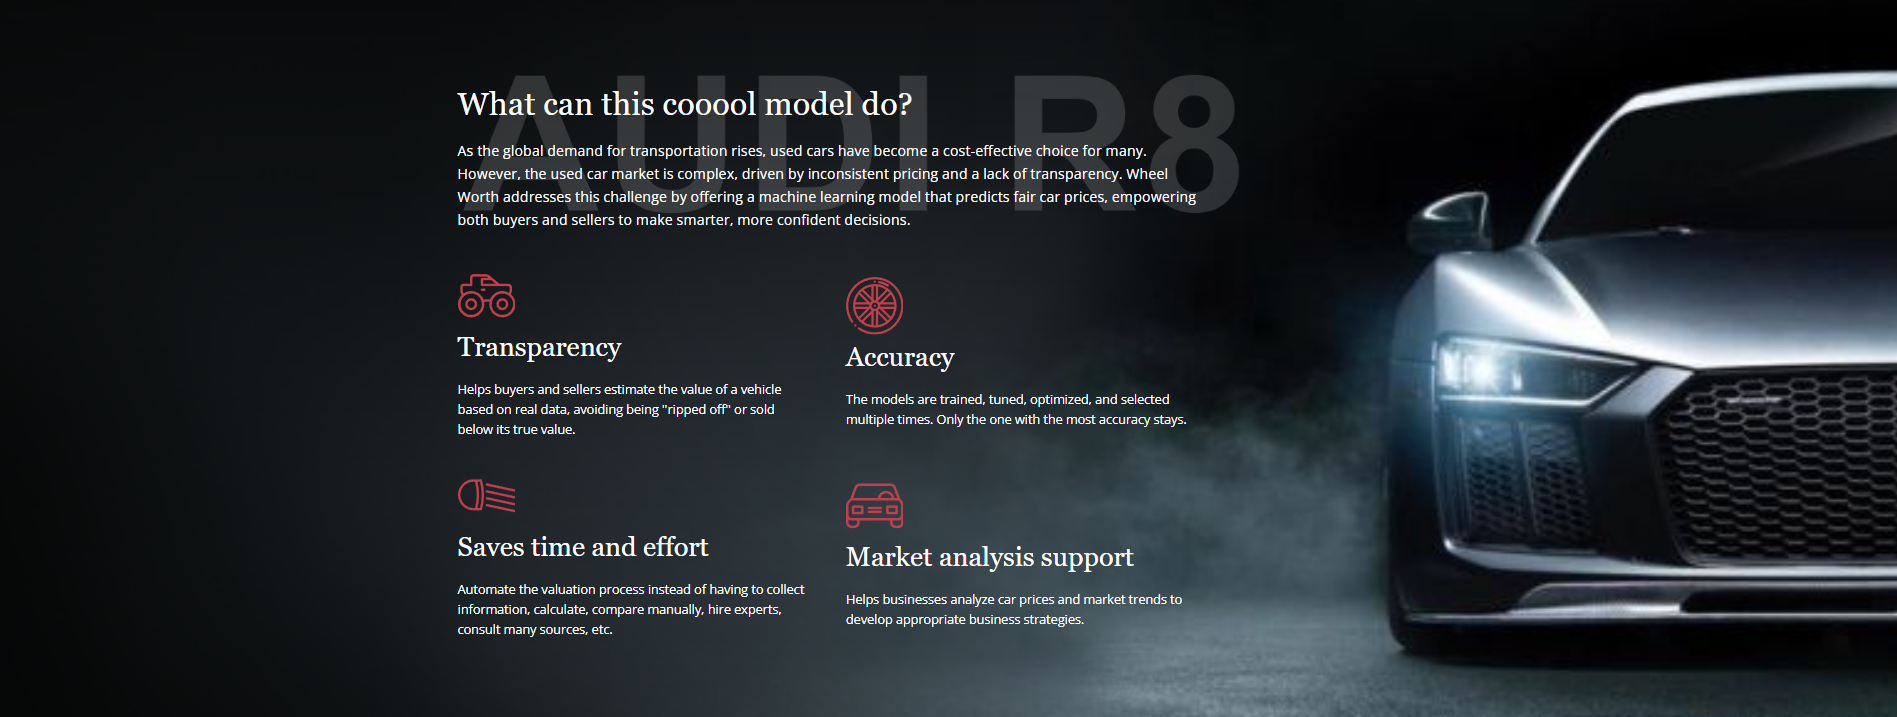 AUDI R8
What can this cooool model do?
As the global demand for transportation rises, used cars have become a cost-effective choice for many.
However, the used car market is complex, driven by inconsistent pricing and a lack of transparency. Wheel
Worth addresses this challenge by offering a machine learning model that predicts fair car prices, empowering
both buyers and sellers to make smarter, more confident decisions.
Transparency
Helps buyers and sellers estimate the value of a vehicle
based on real data, avoiding being "ripped off" or sold
below its true value.
Accuracy
The models are trained, tuned, optimized, and selected
multiple times. Only the one with the most accuracy stays.
Saves time and effort
Automate the valuation process instead of having to collect
information, calculate, compare manually, hire experts,
consult many sources, etc.
Market analysis support
Helps businesses analyze car prices and market trends to
develop appropriate business strategies.